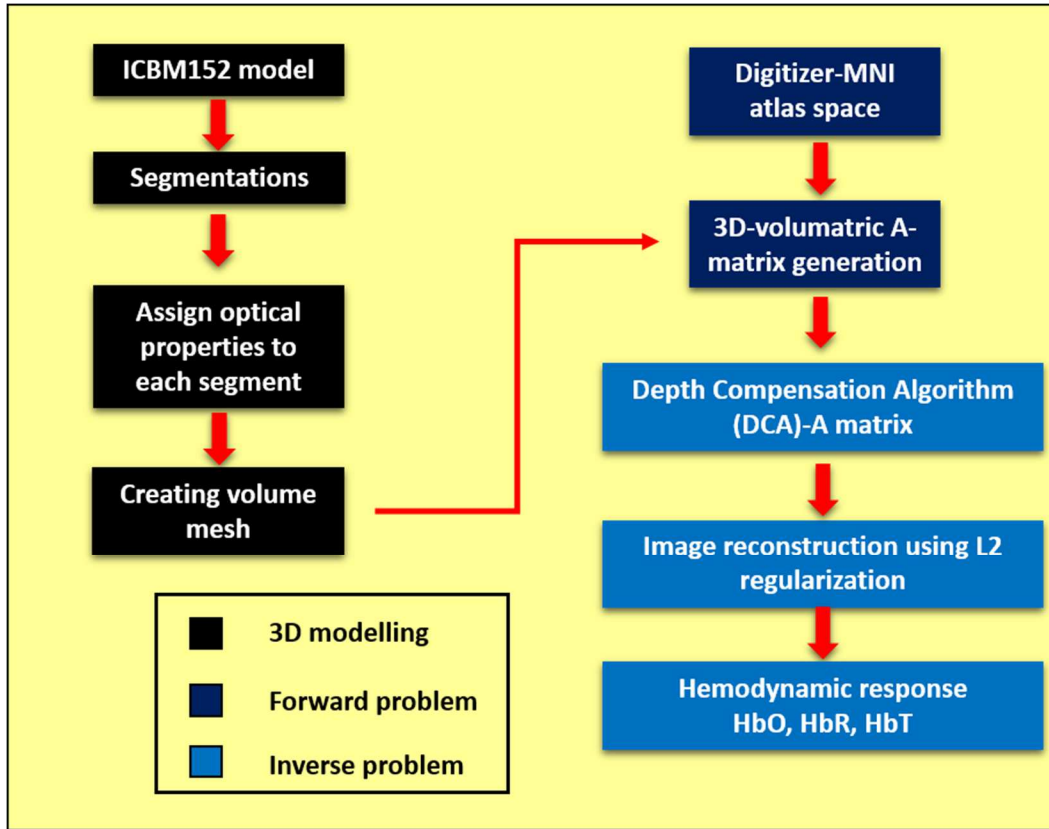 ICBM152 model
Segmentations
Assign optical
properties to
each segment
Creating volume
mesh
Digitizer-MNI
atlas space
3D-volumatric A-
matrix generation
Depth Compensation Algorithm
(DCA)-A matrix
Image reconstruction using L2
regularization
Hemodynamic response
HbO, HbR, HbT
3D modelling
Forward problem
Inverse problem